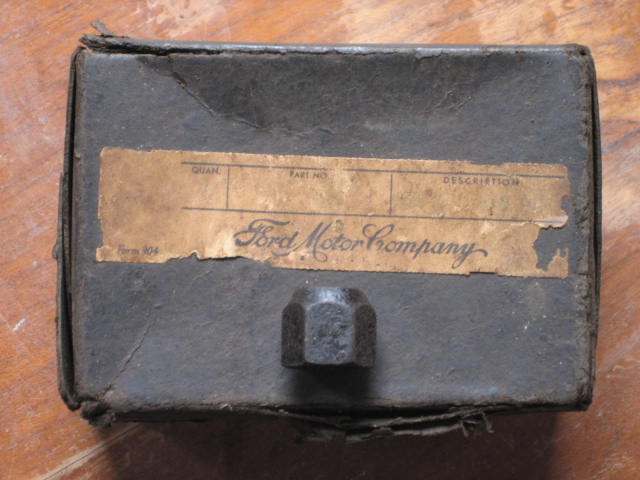 QUAN. PART NO. DESCRIPTION
Ford Motor Company
Form 904